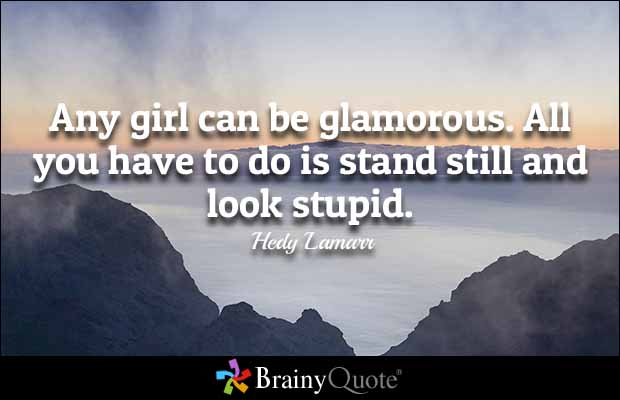 Any girl can be glamorous. All
you have to do is stand still and
look stupid.
Hedy Lamarr
BrainyQuote®